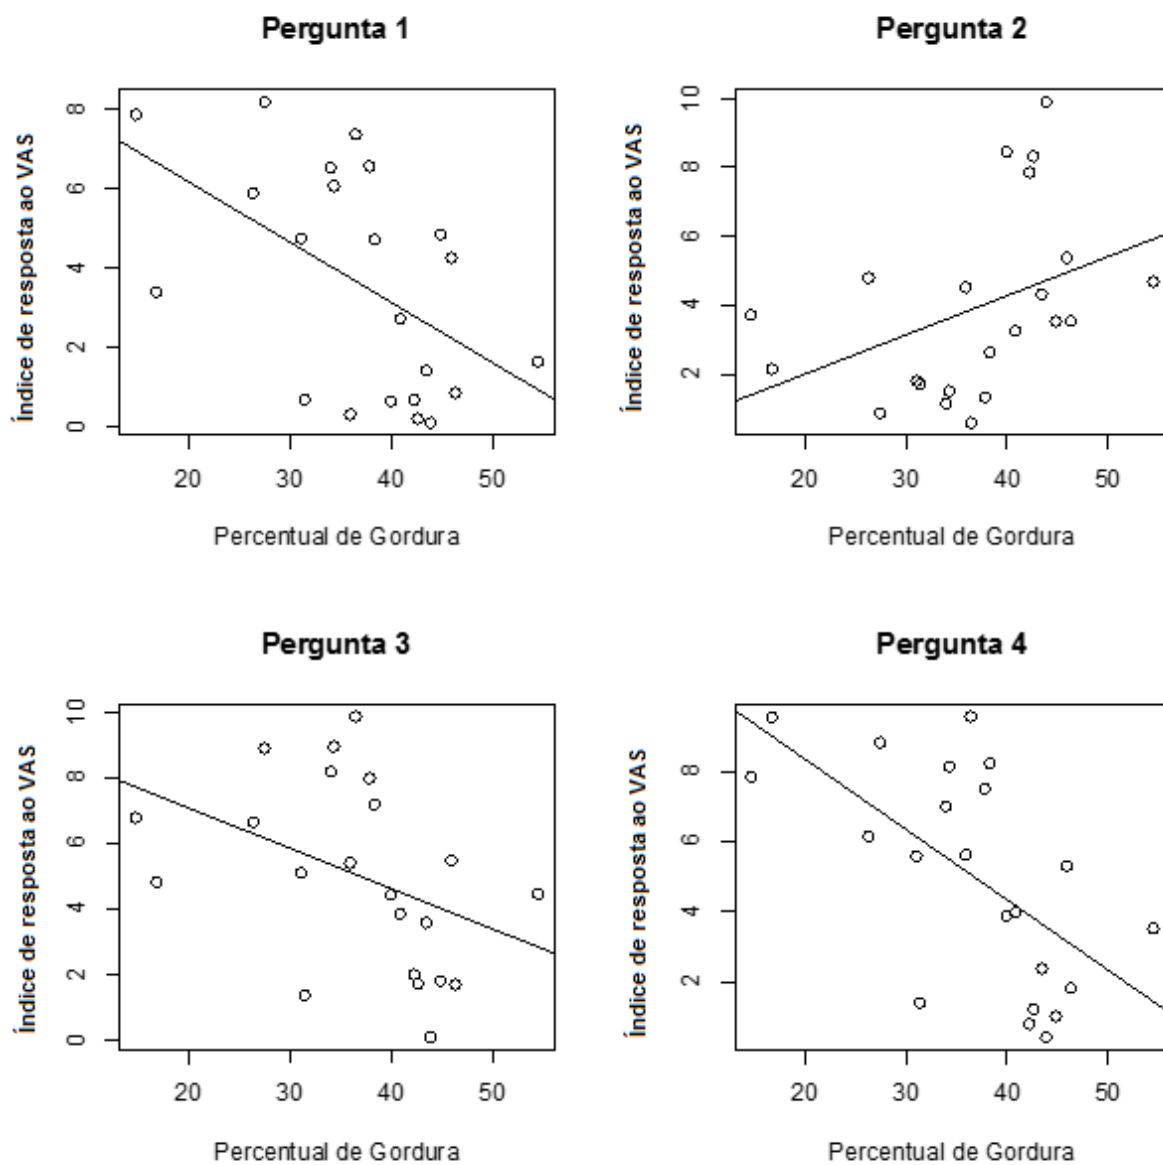 Pergunta 1
Índice de resposta ao VAS
8
6
4
2
0
20 30 40 50
Percentual de Gordura
Pergunta 2
Índice de resposta ao VAS
10
8
6
4
2
20 30 40 50
Percentual de Gordura
Pergunta 3
Índice de resposta ao VAS
10
8
6
4
2
0
20 30 40 50
Percentual de Gordura
Pergunta 4
Índice de resposta ao VAS
8
6
4
2
20 30 40 50
Percentual de Gordura